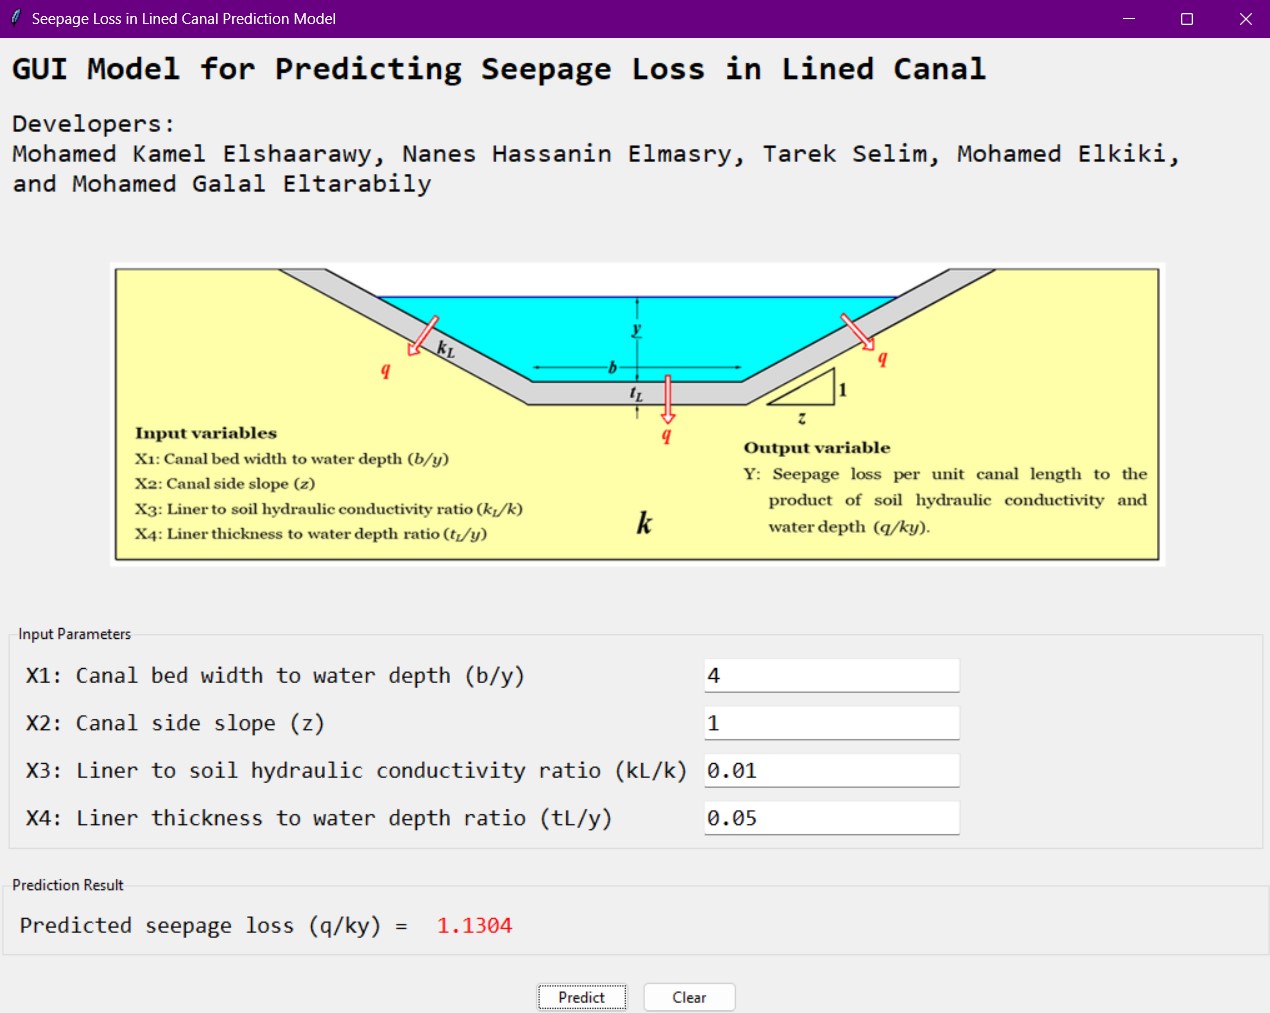 Seepage Loss in Lined Canal Prediction Model
GUI Model for Predicting Seepage Loss in Lined Canal
Developers:
Mohamed Kamel Elshaarawy, Nanes Hassanin Elmasry, Tarek Selim, Mohamed Elkiki,
and Mohamed Galal Eltarabily
y
kL
q
b
q
tL
1
z
q
Input variables
X1: Canal bed width to water depth (b/y)
X2: Canal side slope (z)
X3: Liner to soil hydraulic conductivity ratio (kL/k)
X4: Liner thickness to water depth ratio (tL/y)
k
Output variable
Y: Seepage loss per unit canal length to the
product of soil hydraulic conductivity and
water depth (q/ky).
Input Parameters
X1: Canal bed width to water depth (b/y) 4
X2: Canal side slope (z) 1
X3: Liner to soil hydraulic conductivity ratio (kL/k) 0.01
X4: Liner thickness to water depth ratio (tL/y) 0.05
Prediction Result
Predicted seepage loss (q/ky) = 1.1304
Predict Clear